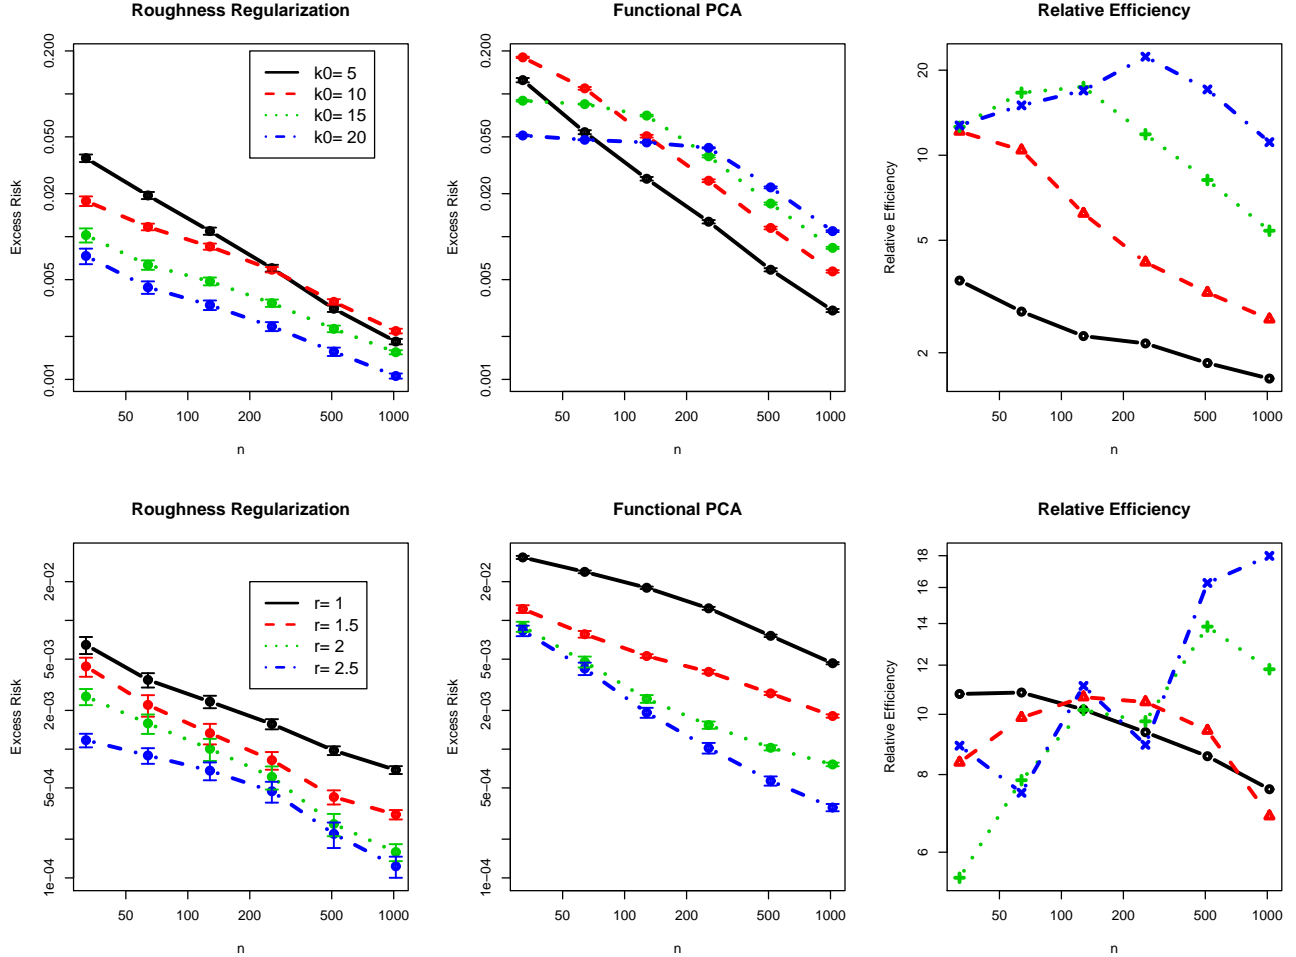 Roughness Regularization
Excess Risk
0.200
0.050
0.020
0.005
0.001
k0= 5
k0= 10
k0= 15
k0= 20
50 100 200 500 1000
n
Functional PCA
Excess Risk
0.200
0.050
0.020
0.005
0.001
50 100 200 500 1000
n
Relative Efficiency
Relative Efficiency
20
10
5
2
50 100 200 500 1000
n
Roughness Regularization
Excess Risk
2e-02
5e-03
2e-03
5e-04
1e-04
r= 1
r= 1.5
r= 2
r= 2.5
50 100 200 500 1000
n
Functional PCA
Excess Risk
2e-02
5e-03
2e-03
5e-04
1e-04
50 100 200 500 1000
n
Relative Efficiency
Relative Efficiency
18
16
14
12
10
8
6
50 100 200 500 1000
n